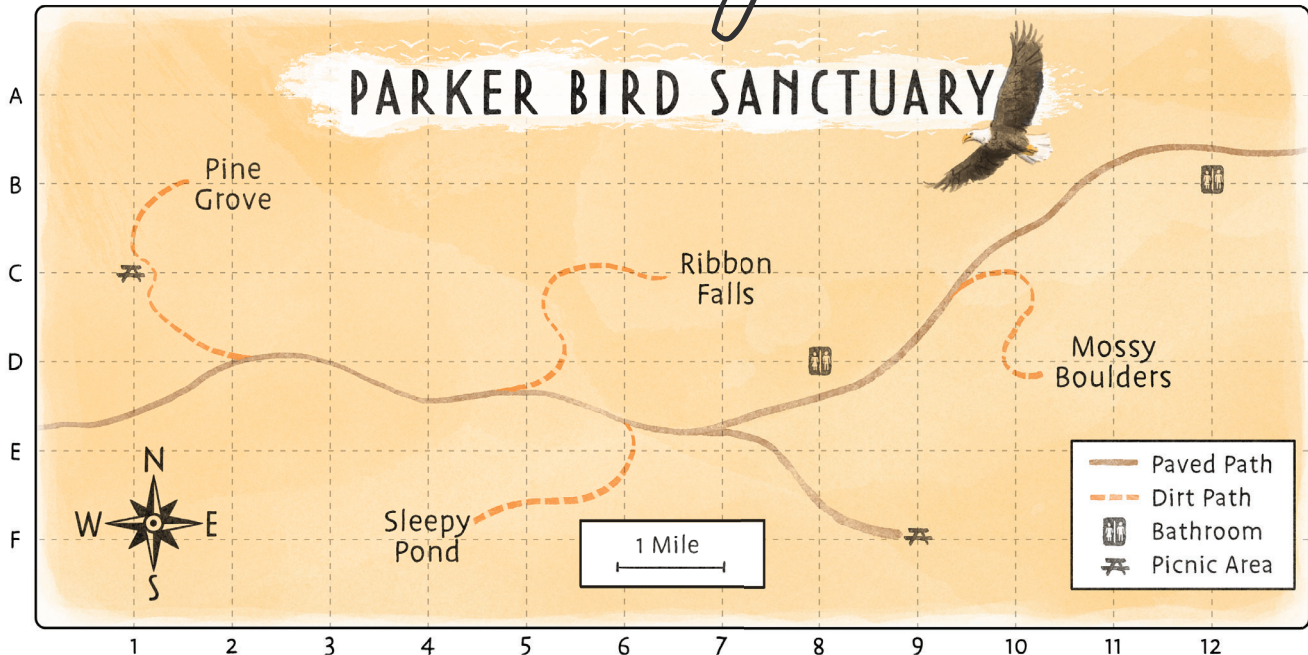 PARKER BIRD SANCTUARY
A
B
C
D
E
F
Pine
Grove
Ribbon
Falls
Mossy
Boulders
Sleepy
Pond
N
W
E
S
1 Mile
Paved Path
Dirt Path
Bathroom
Picnic Area
1 2 3 4 5 6 7 8 9 10 11 12